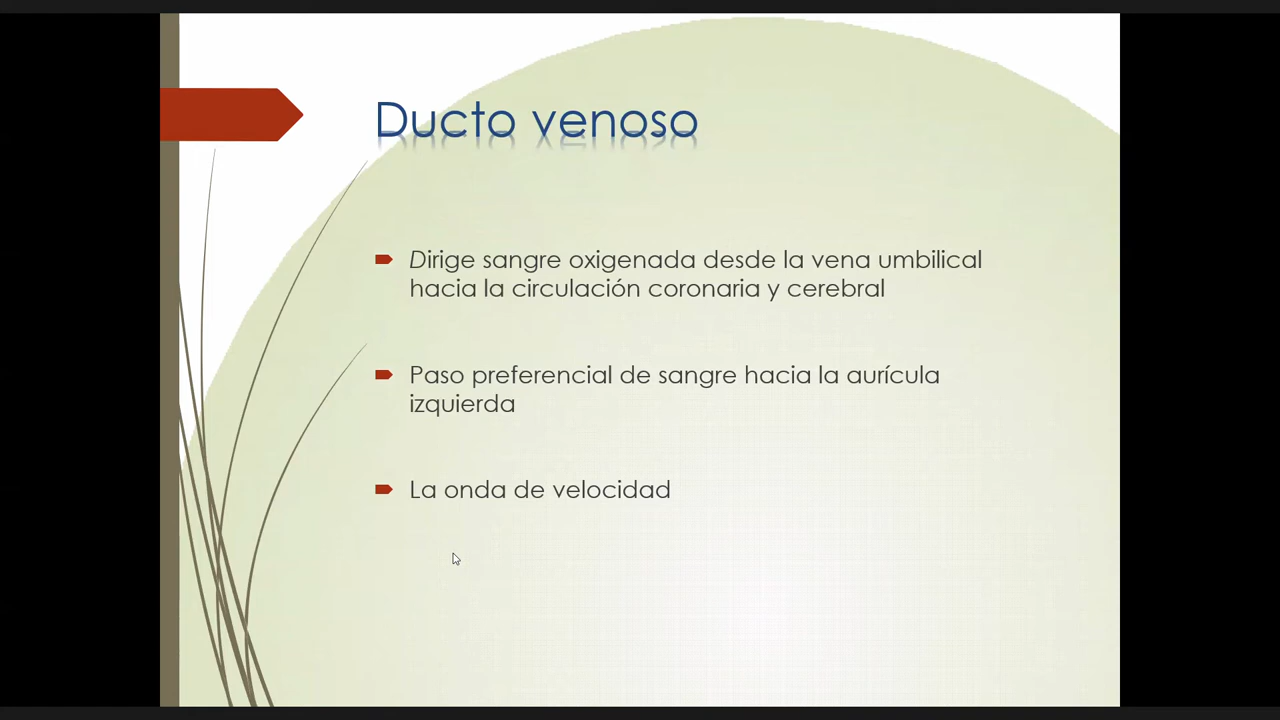 Ducto venoso
Dirige sangre oxigenada desde la vena umbilical
hacia la circulación coronaria y cerebral
Paso preferencial de sangre hacia la aurícula
izquierda
La onda de velocidad